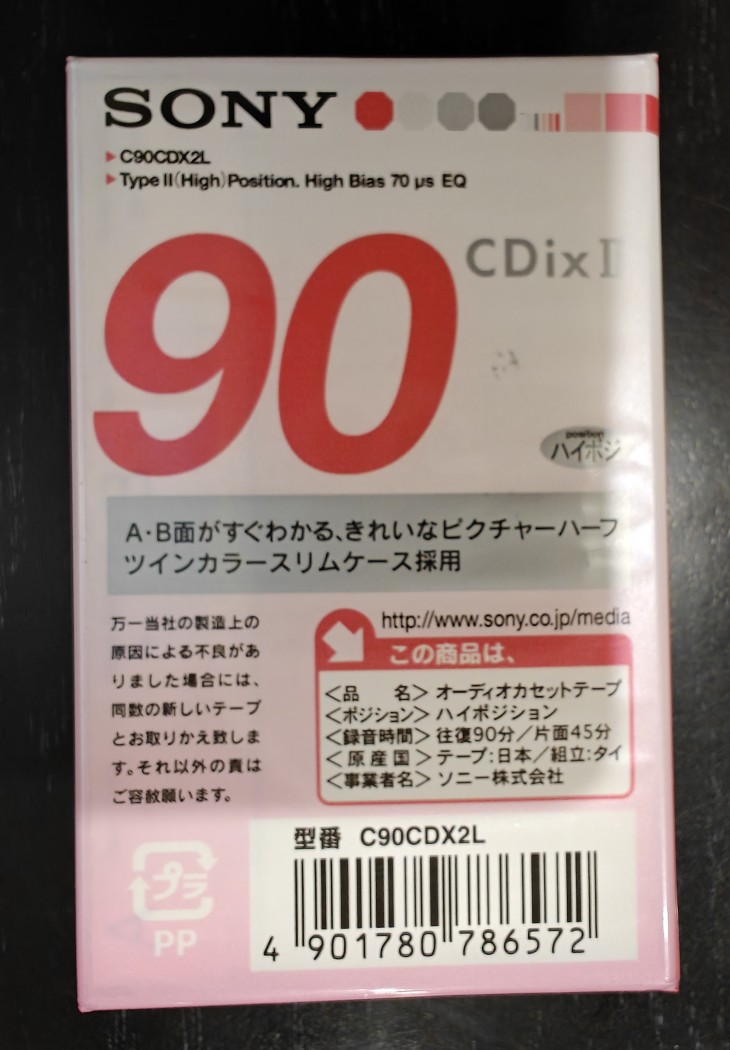 SONY
C90CDX2L
Type II (High) Position. High Bias 70 µs EQ
90
CDix II
position
ハイポジ
A・B面がすぐわかる、きれいなピクチャーハーフ
ツインカラースリムケース採用
万一当社の製造上の
原因による不良があ
りました場合には、
同数の新しいテープ
とお取りかえ致しま
す。それ以外の責は
ご容赦願います。
http://www.sony.co.jp/media
この商品は、
<品　　名> オーディオカセットテープ
<ポジション> ハイポジション
<録音時間> 往復90分／片面45分
<原産国> テープ:日本／組立:タイ
<事業者名> ソニー株式会社
型番 C90CDX2L
4 901780 786572
プラ
PP